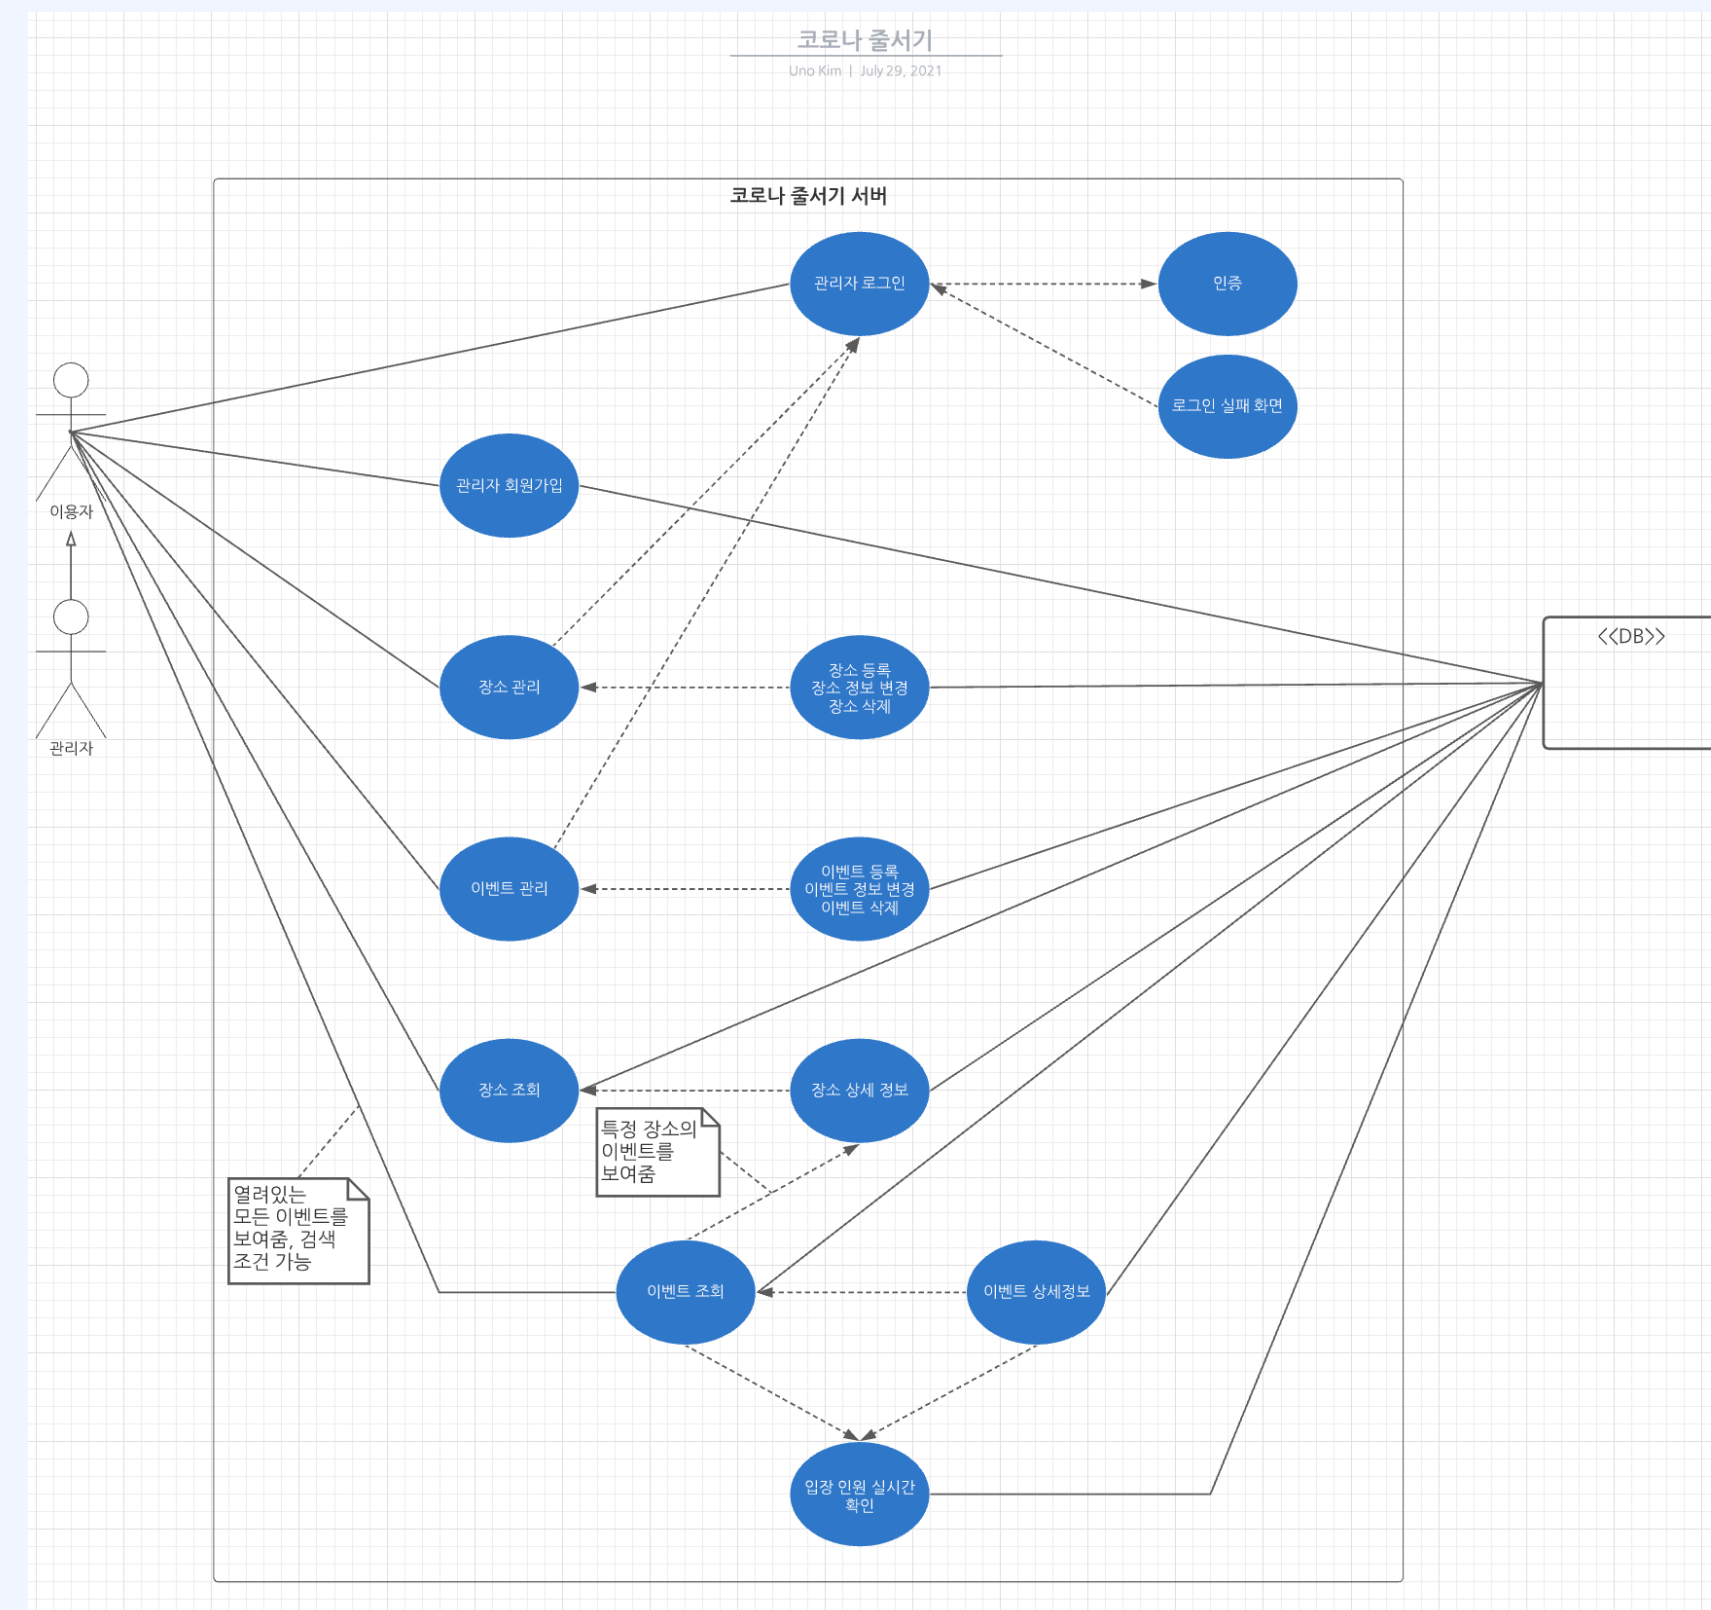 코로나 줄서기
Uno Kim | July 29, 2021
코로나 줄서기 서버
관리자 로그인
인증
로그인 실패 화면
이용자
관리자 회원가입
관리자
<<DB>>
장소 관리
장소 등록
장소 정보 변경
장소 삭제
이벤트 관리
이벤트 등록
이벤트 정보 변경
이벤트 삭제
장소 조회
장소 상세 정보
특정 장소의
이벤트를
보여줌
열려있는
모든 이벤트를
보여줌, 검색
조건 가능
이벤트 조회
이벤트 상세정보
입장 인원 실시간
확인